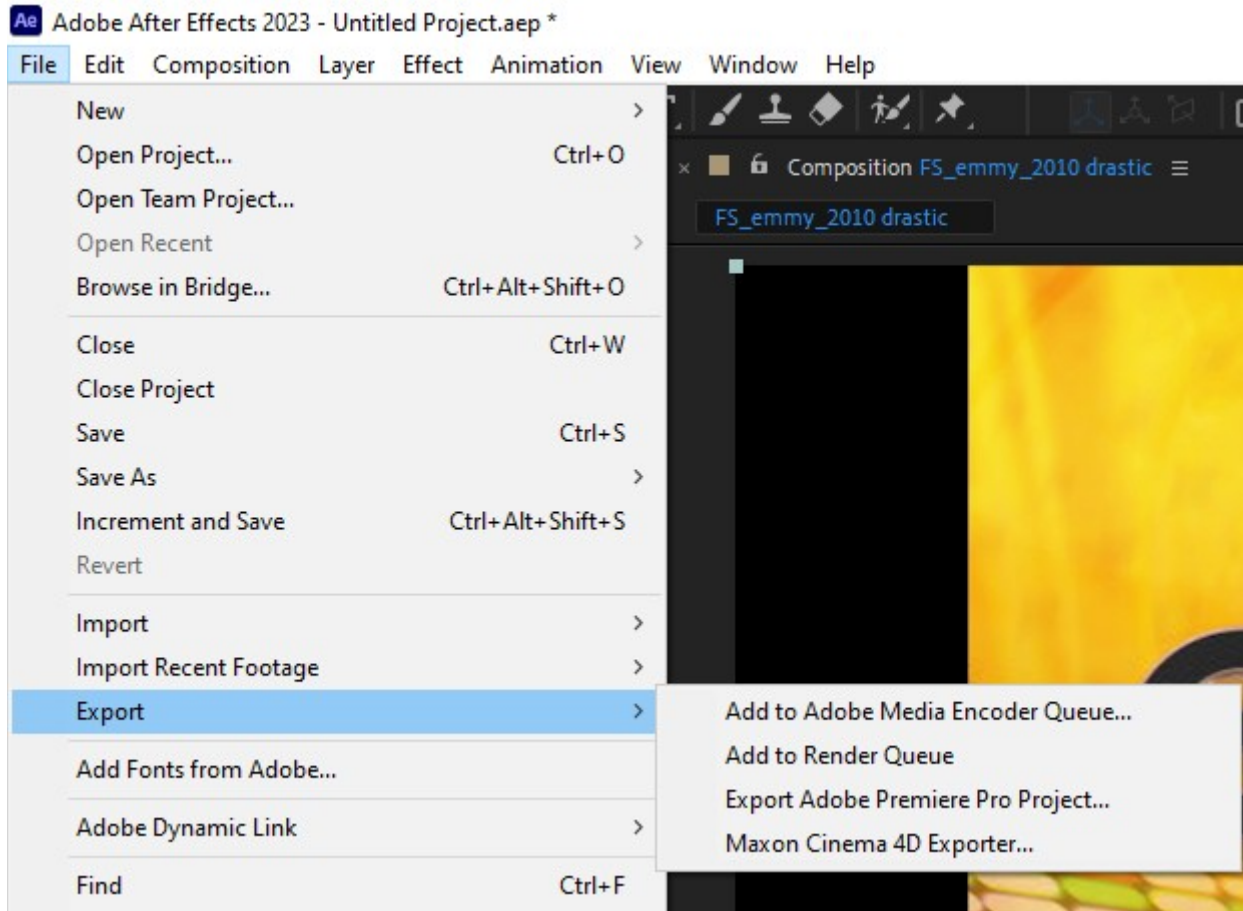 Ae Adobe After Effects 2023 - Untitled Project.aep *
File Edit Composition Layer Effect Animation View Window Help
New
Open Project... Ctrl+O
Open Team Project...
Open Recent
Browse in Bridge... Ctrl+Alt+Shift+O
Close Ctrl+W
Close Project
Save Ctrl+S
Save As
Increment and Save Ctrl+Alt+Shift+S
Revert
Import
Import Recent Footage
Export
Add Fonts from Adobe...
Adobe Dynamic Link
Find Ctrl+F
Composition FS_emmy_2010 drastic
FS_emmy_2010 drastic
Add to Adobe Media Encoder Queue...
Add to Render Queue
Export Adobe Premiere Pro Project...
Maxon Cinema 4D Exporter...